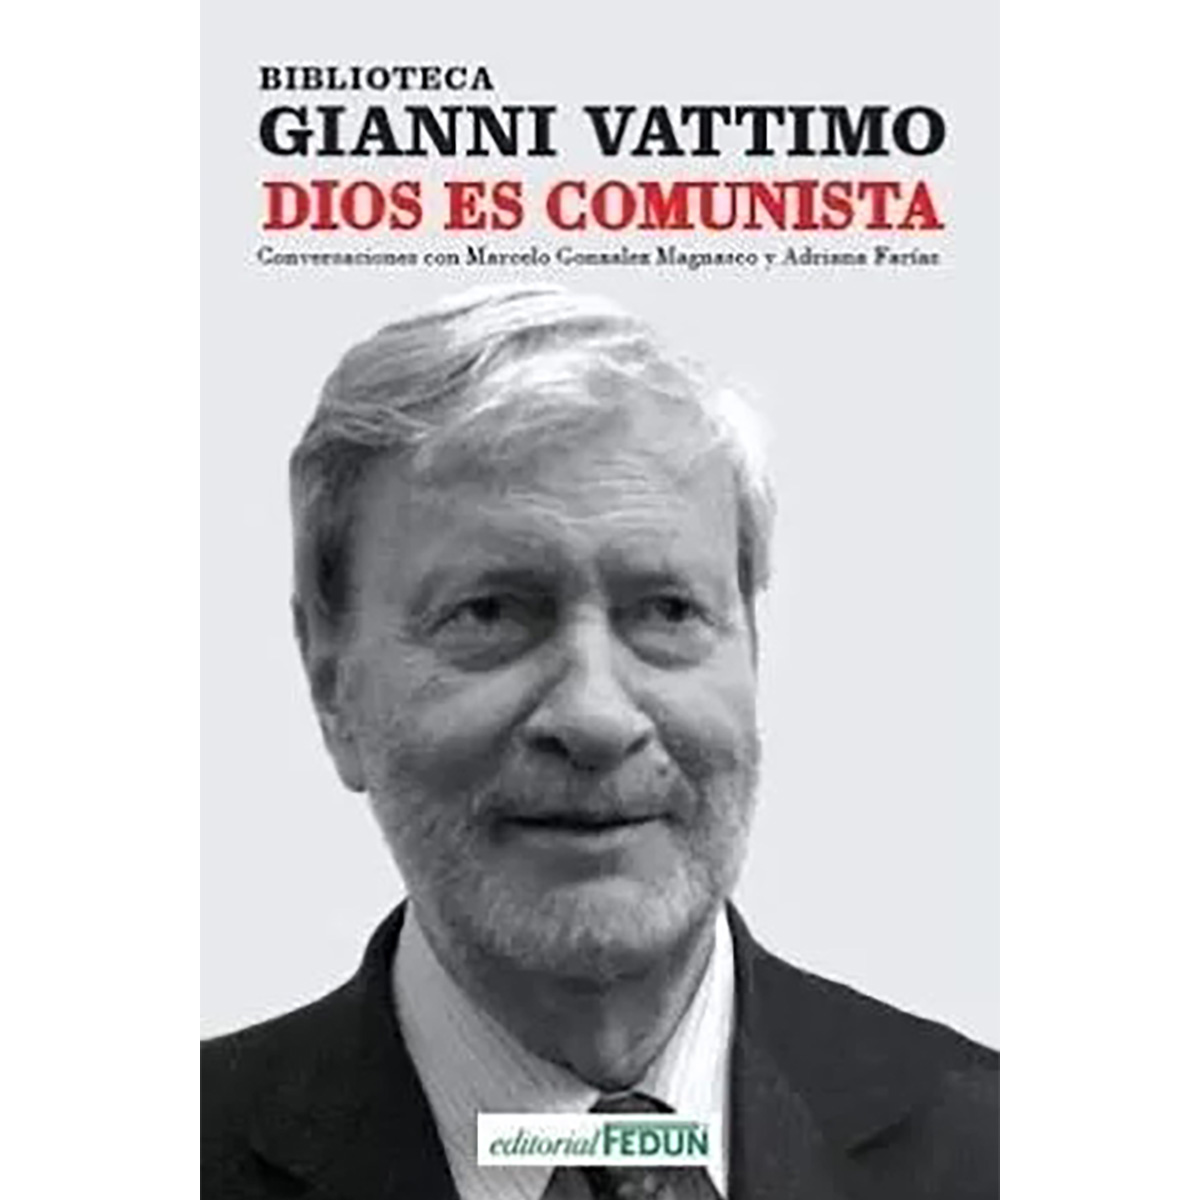 BIBLIOTECA
GIANNI VATTIMO
DIOS ES COMUNISTA
Conversaciones con Marcelo Gonzalez Magnasco y Adriana Farías
editorial FEDUN